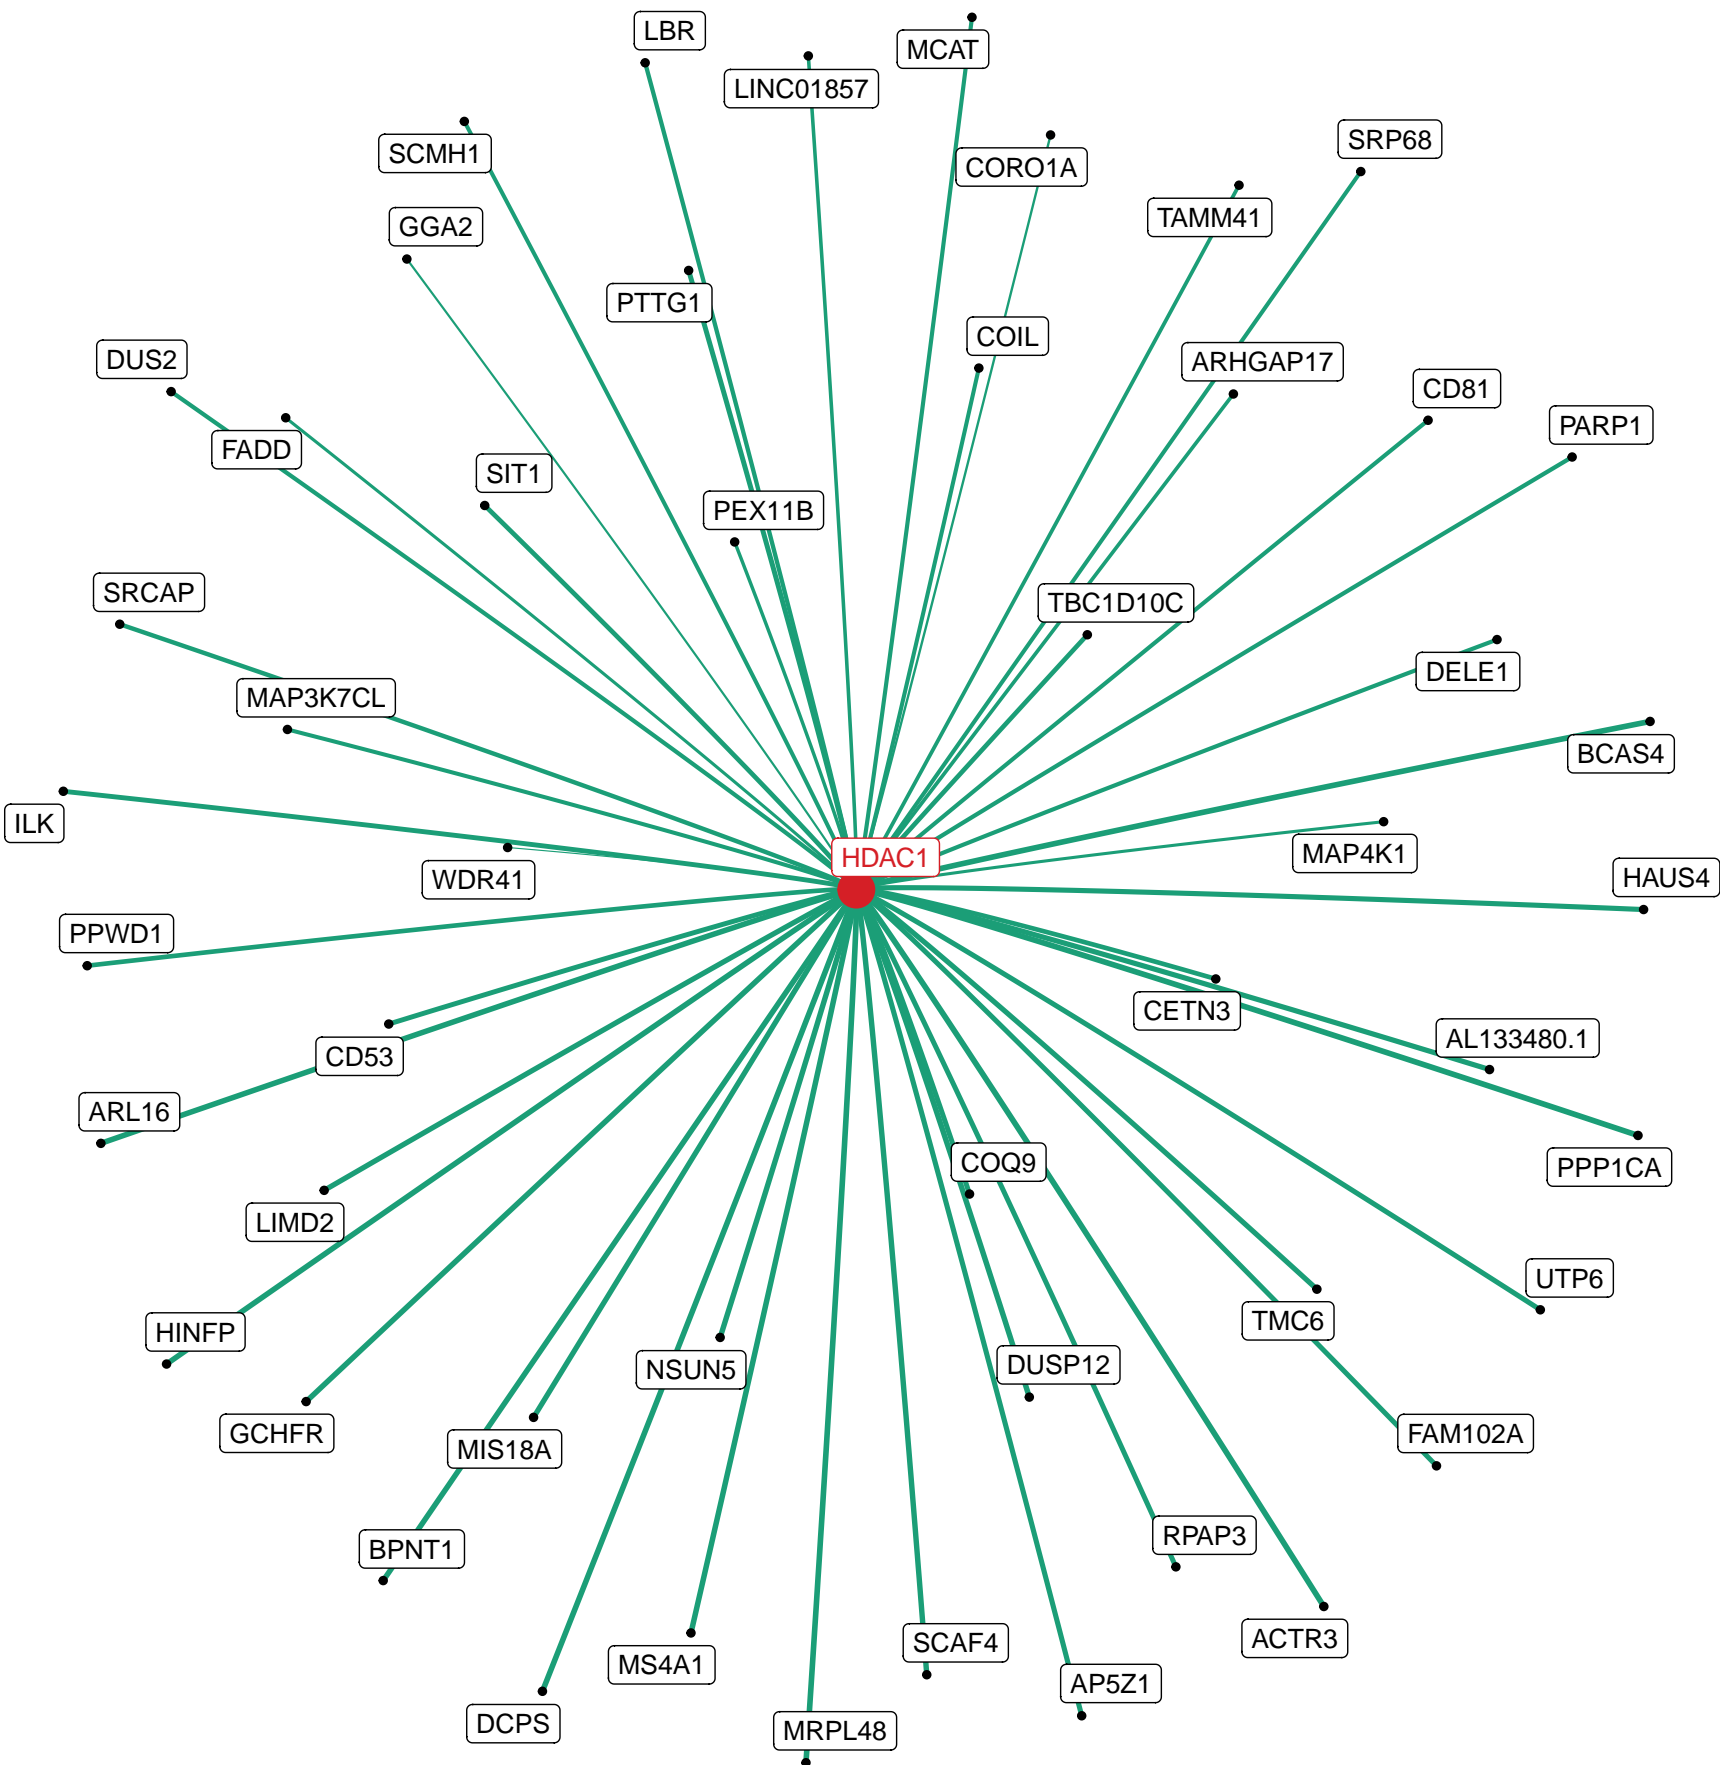 LBR
MCAT
LINC01857
SRP68
SCMH1
CORO1A
TAMM41
GGA2
PTTG1
COIL
DUS2
ARHGAP17
CD81
PARP1
FADD
SIT1
PEX11B
SRCAP
TBC1D10C
DELE1
MAP3K7CL
BCAS4
ILK
HDAC1
MAP4K1
WDR41
HAUS4
PPWD1
CETN3
AL133480.1
CD53
ARL16
COQ9
PPP1CA
LIMD2
UTP6
TMC6
HINFP
DUSP12
NSUN5
GCHFR
FAM102A
MIS18A
RPAP3
BPNT1
ACTR3
SCAF4
MS4A1
AP5Z1
DCPS
MRPL48